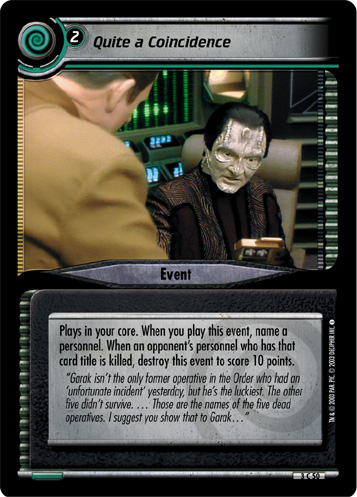 2
Quite a Coincidence
Event
Plays in your core. When you play this event, name a
personnel. When an opponent's personnel who has that
card title is killed, destroy this event to score 10 points.
"Garak isn't the only former operative in the Order who had an
'unfortunate incident' yesterday, but he's the luckiest. The other
five didn't survive. ... Those are the names of the five dead
operatives. I suggest you show that to Garak..."
TM & © 2003 PAR. PIC. © 2003 DECIPHER INC.
3 C 50